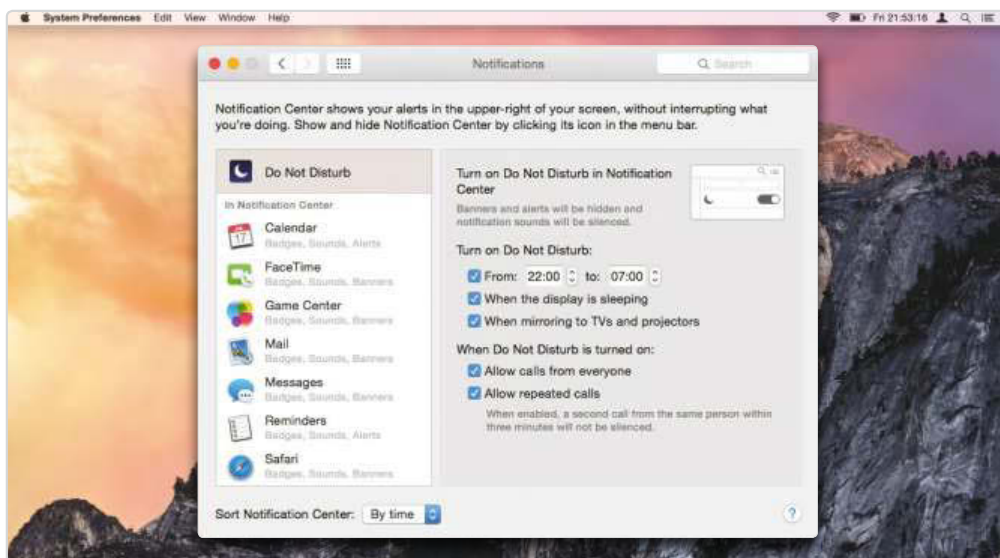 System Preferences Edit View Window Help Fri 21:53:16
Notifications Search
Notification Center shows your alerts in the upper-right of your screen, without interrupting what
you're doing. Show and hide Notification Center by clicking its icon in the menu bar.
Do Not Disturb
In Notification Center
17
Calendar
Badges, Sounds, Alerts
FaceTime
Badges, Sounds, Banners
Game Center
Badges, Sounds, Banners
Mail
Badges, Sounds, Banners
Messages
Badges, Sounds, Banners
Reminders
Badges, Sounds, Alerts
Safari
Badges, Sounds, Banners
Turn on Do Not Disturb in Notification
Center
Banners and alerts will be hidden and
notification sounds will be silenced.
Turn on Do Not Disturb:
From: 22:00 to: 07:00
When the display is sleeping
When mirroring to TVs and projectors
When Do Not Disturb is turned on:
Allow calls from everyone
Allow repeated calls
When enabled, a second call from the same person within
three minutes will not be silenced.
Sort Notification Center: By time
?